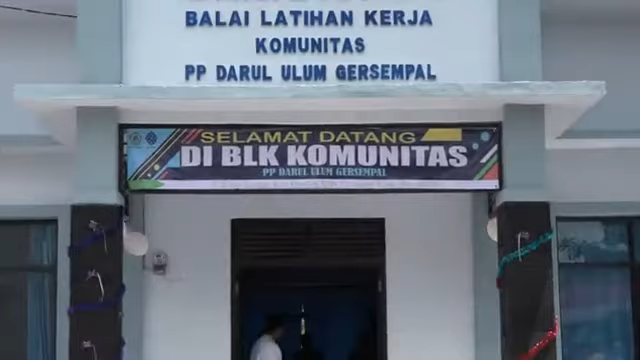 BALAI LATIHAN KERJA
KOMUNITAS
PP DARUL ULUM GERSEMPAL
SELAMAT DATANG
DI BLK KOMUNITAS
PP DARUL ULUM GERSEMPAL